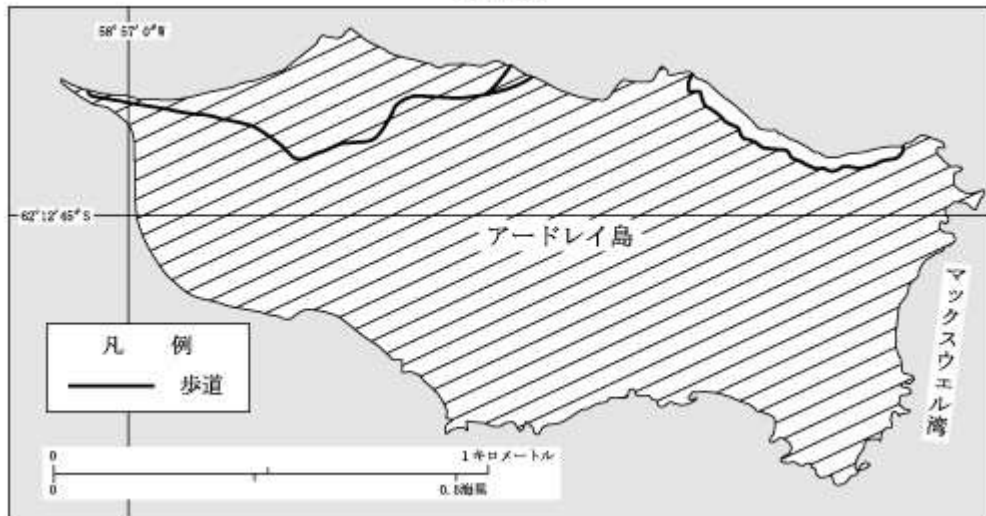 58°57′0″W
62°12′45″S
アードレイ島
マックスウェル湾
凡 例
歩道
0 1キロメートル
0 0.5海里